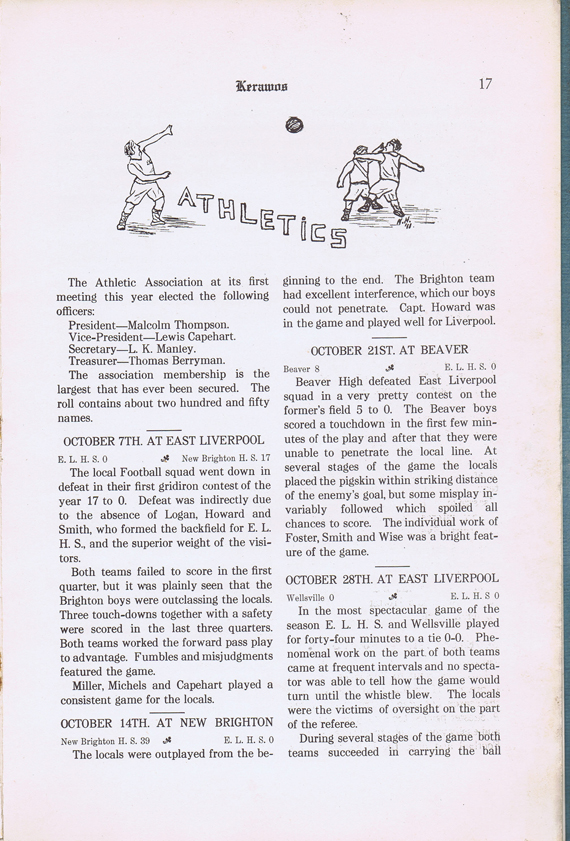 Keramos
17
ATHLETICS
H.H.
'11
The Athletic Association at its first
meeting this year elected the following
officers:
President—Malcolm Thompson.
Vice-President—Lewis Capehart.
Secretary—L. K. Manley.
Treasurer—Thomas Berryman.
The association membership is the
largest that has ever been secured. The
roll contains about two hundred and fifty
names.
OCTOBER 7TH. AT EAST LIVERPOOL
E. L. H. S. 0 New Brighton H. S. 17
The local Football squad went down in
defeat in their first gridiron contest of the
year 17 to 0. Defeat was indirectly due
to the absence of Logan, Howard and
Smith, who formed the backfield for E. L.
H. S., and the superior weight of the visi-
tors.
Both teams failed to score in the first
quarter, but it was plainly seen that the
Brighton boys were outclassing the locals.
Three touch-downs together with a safety
were scored in the last three quarters.
Both teams worked the forward pass play
to advantage. Fumbles and misjudgments
featured the game.
Miller, Michels and Capehart played a
consistent game for the locals.
OCTOBER 14TH. AT NEW BRIGHTON
New Brighton H. S. 39 E. L. H. S. 0
The locals were outplayed from the be-
ginning to the end. The Brighton team
had excellent interference, which our boys
could not penetrate. Capt. Howard was
in the game and played well for Liverpool.
OCTOBER 21ST. AT BEAVER
Beaver 8 E. L. H. S. 0
Beaver High defeated East Liverpool
squad in a very pretty contest on the
former's field 5 to 0. The Beaver boys
scored a touchdown in the first few min-
utes of the play and after that they were
unable to penetrate the local line. At
several stages of the game the locals
placed the pigskin within striking distance
of the enemy's goal, but some misplay in-
variably followed which spoiled all
chances to score. The individual work of
Foster, Smith and Wise was a bright feat-
ure of the game.
OCTOBER 28TH. AT EAST LIVERPOOL
Wellsville 0 E. L. H. S 0
In the most spectacular game of the
season E. L. H. S. and Wellsville played
for forty-four minutes to a tie 0-0. Phe-
nomenal work on the part of both teams
came at frequent intervals and no specta-
tor was able to tell how the game would
turn until the whistle blew. The locals
were the victims of oversight on the part
of the referee.
During several stages of the game both
teams succeeded in carrying the ball